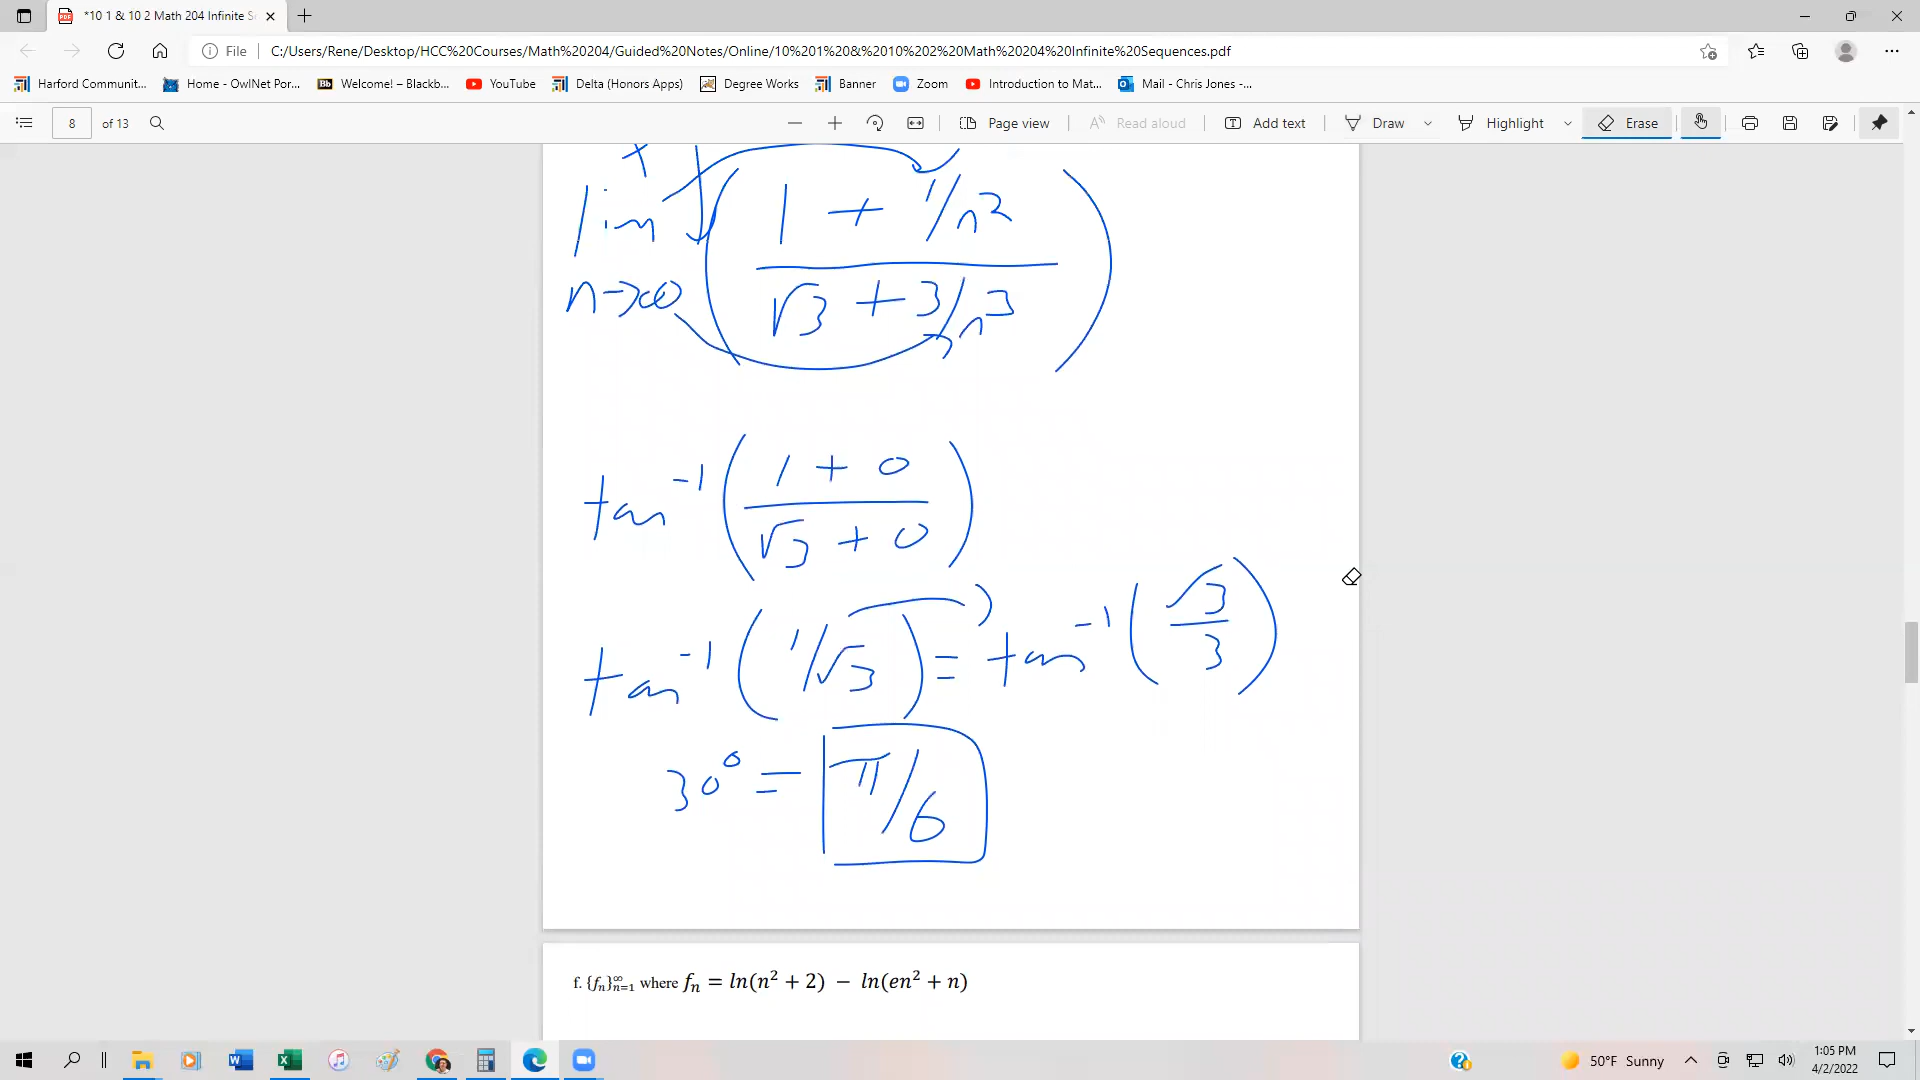 *10 1 & 10 2 Math 204 Infinite S
File C:/Users/Rene/Desktop/HCC%20Courses/Math%20204/Guided%20Notes/Online/10%201%20&%2010%202%20Math%20204%20Infinite%20Sequences.pdf
Harford Communit... Home - OwlNet Por... Welcome! – Blackb... YouTube Delta (Honors Apps) Degree Works Banner Zoom Introduction to Mat... Mail - Chris Jones -...
8 of 13 Page view Read aloud Add text Draw Highlight Erase
lim n→∞ ( (1 + 1/n²) / (√3 + 3/n³) )
tan⁻¹ ( (1 + 0) / (√3 + 0) )
tan⁻¹ ( 1/√3 ) = tan⁻¹ ( √3 / 3 )
30° = π/6
f. {fₙ}ₙ₌₁^∞ where fₙ = ln(n² + 2) − ln(en² + n)
50°F Sunny
1:05 PM
4/2/2022